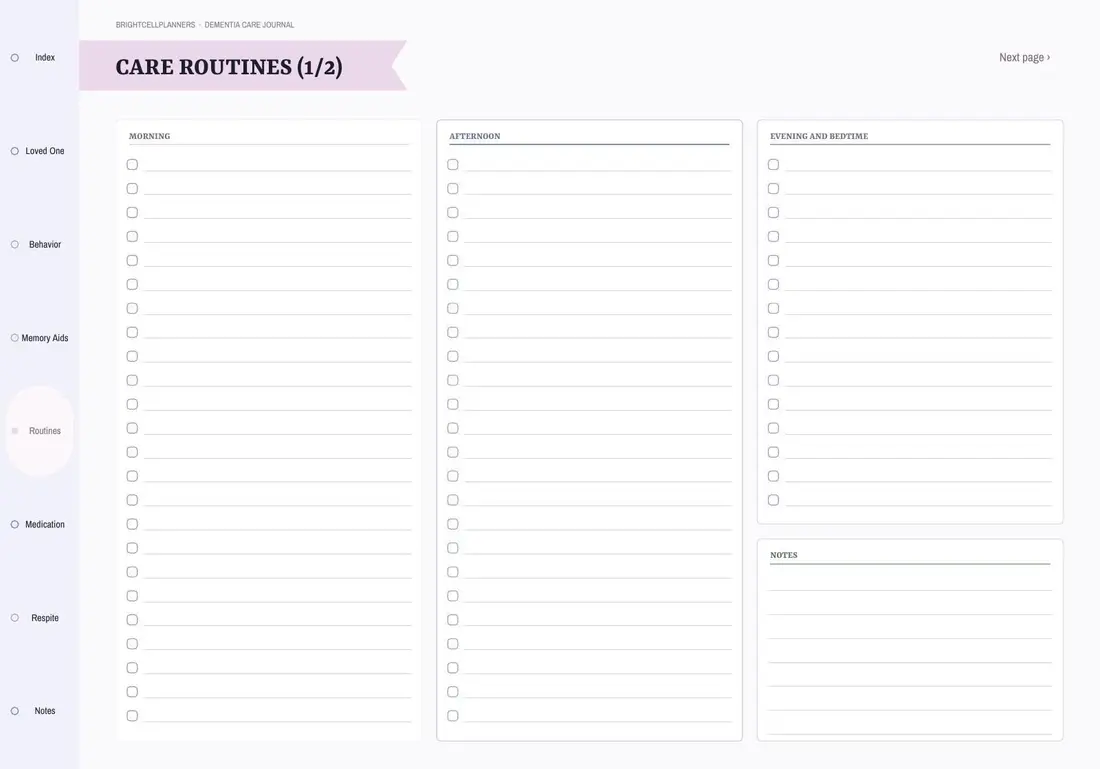 BRIGHTCELLPLANNERS - DEMENTIA CARE JOURNAL
CARE ROUTINES (1/2)
Next page ›
Index
Loved One
Behavior
Memory Aids
Routines
Medication
Respite
Notes
MORNING
AFTERNOON
EVENING AND BEDTIME
NOTES